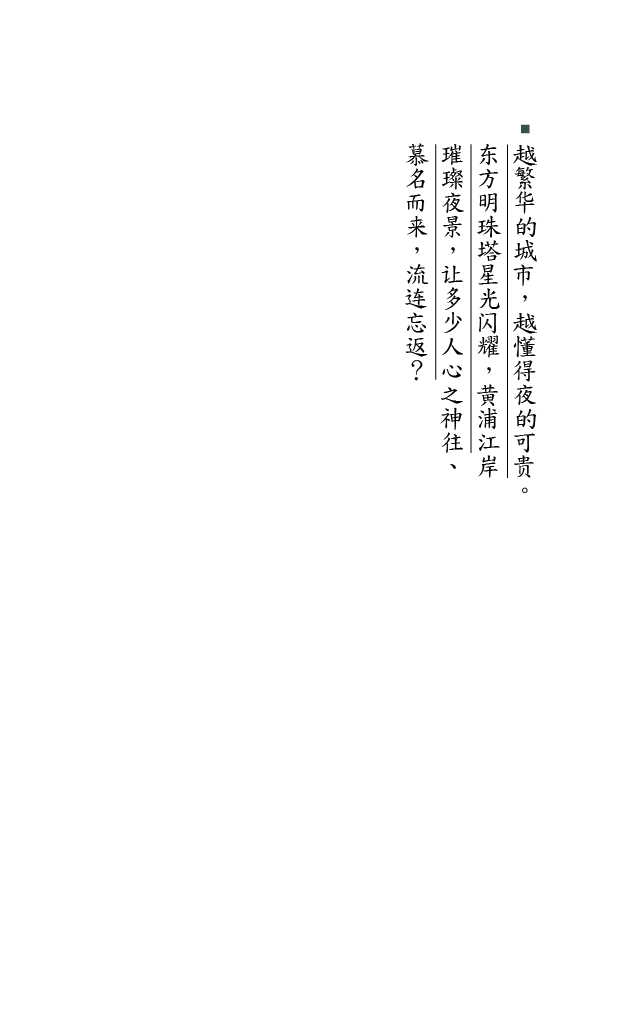 越繁华的城市，越懂得夜的可贵。
东方明珠塔星光闪耀，黄浦江岸
璀璨夜景，让多少人心之神往、
慕名而来，流连忘返？